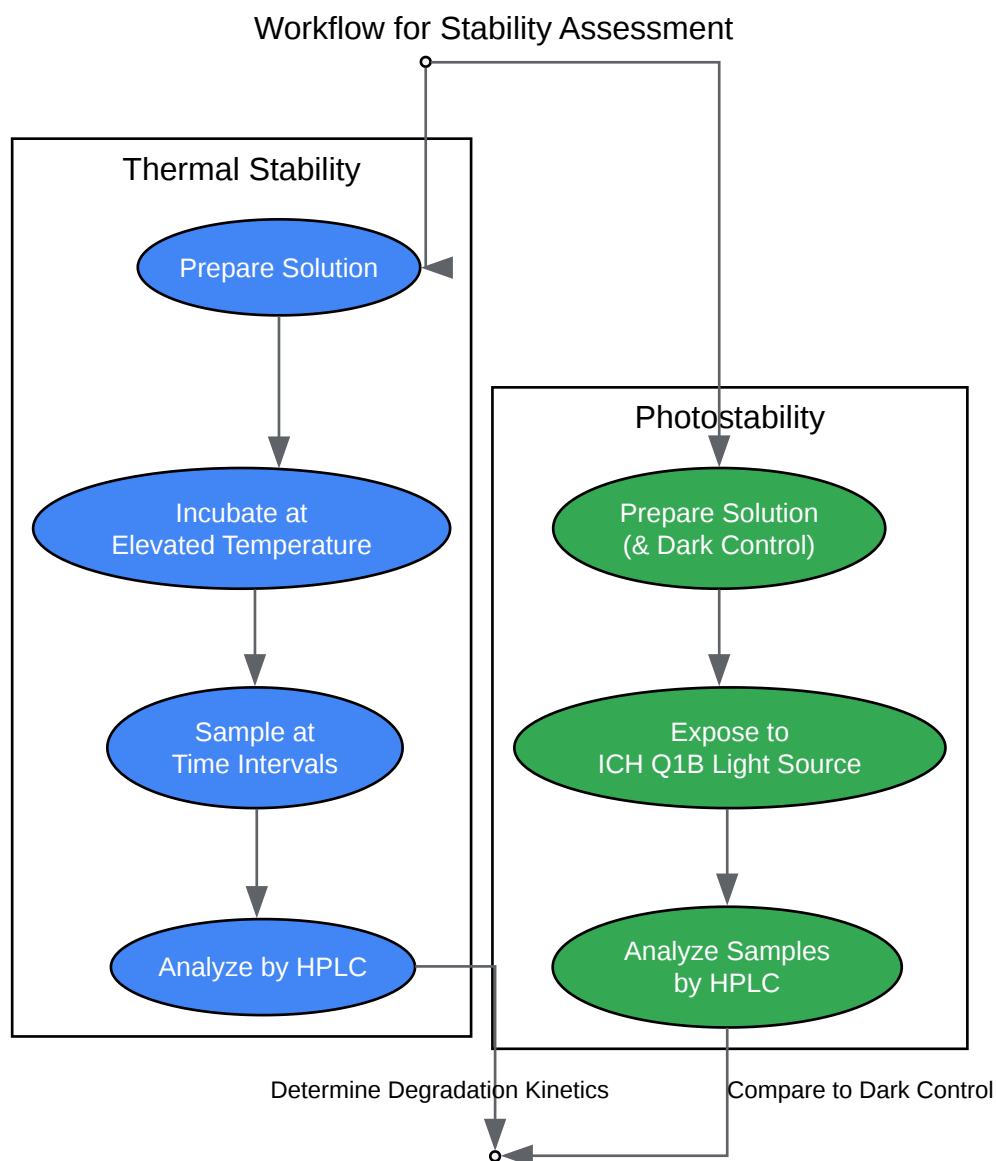 Workflow for Stability Assessment
Thermal Stability
Prepare Solution
Incubate at
Elevated Temperature
Sample at
Time Intervals
Analyze by HPLC
Photostability
Prepare Solution
(& Dark Control)
Expose to
ICH Q1B Light Source
Analyze Samples
by HPLC
Determine Degradation Kinetics
Compare to Dark Control